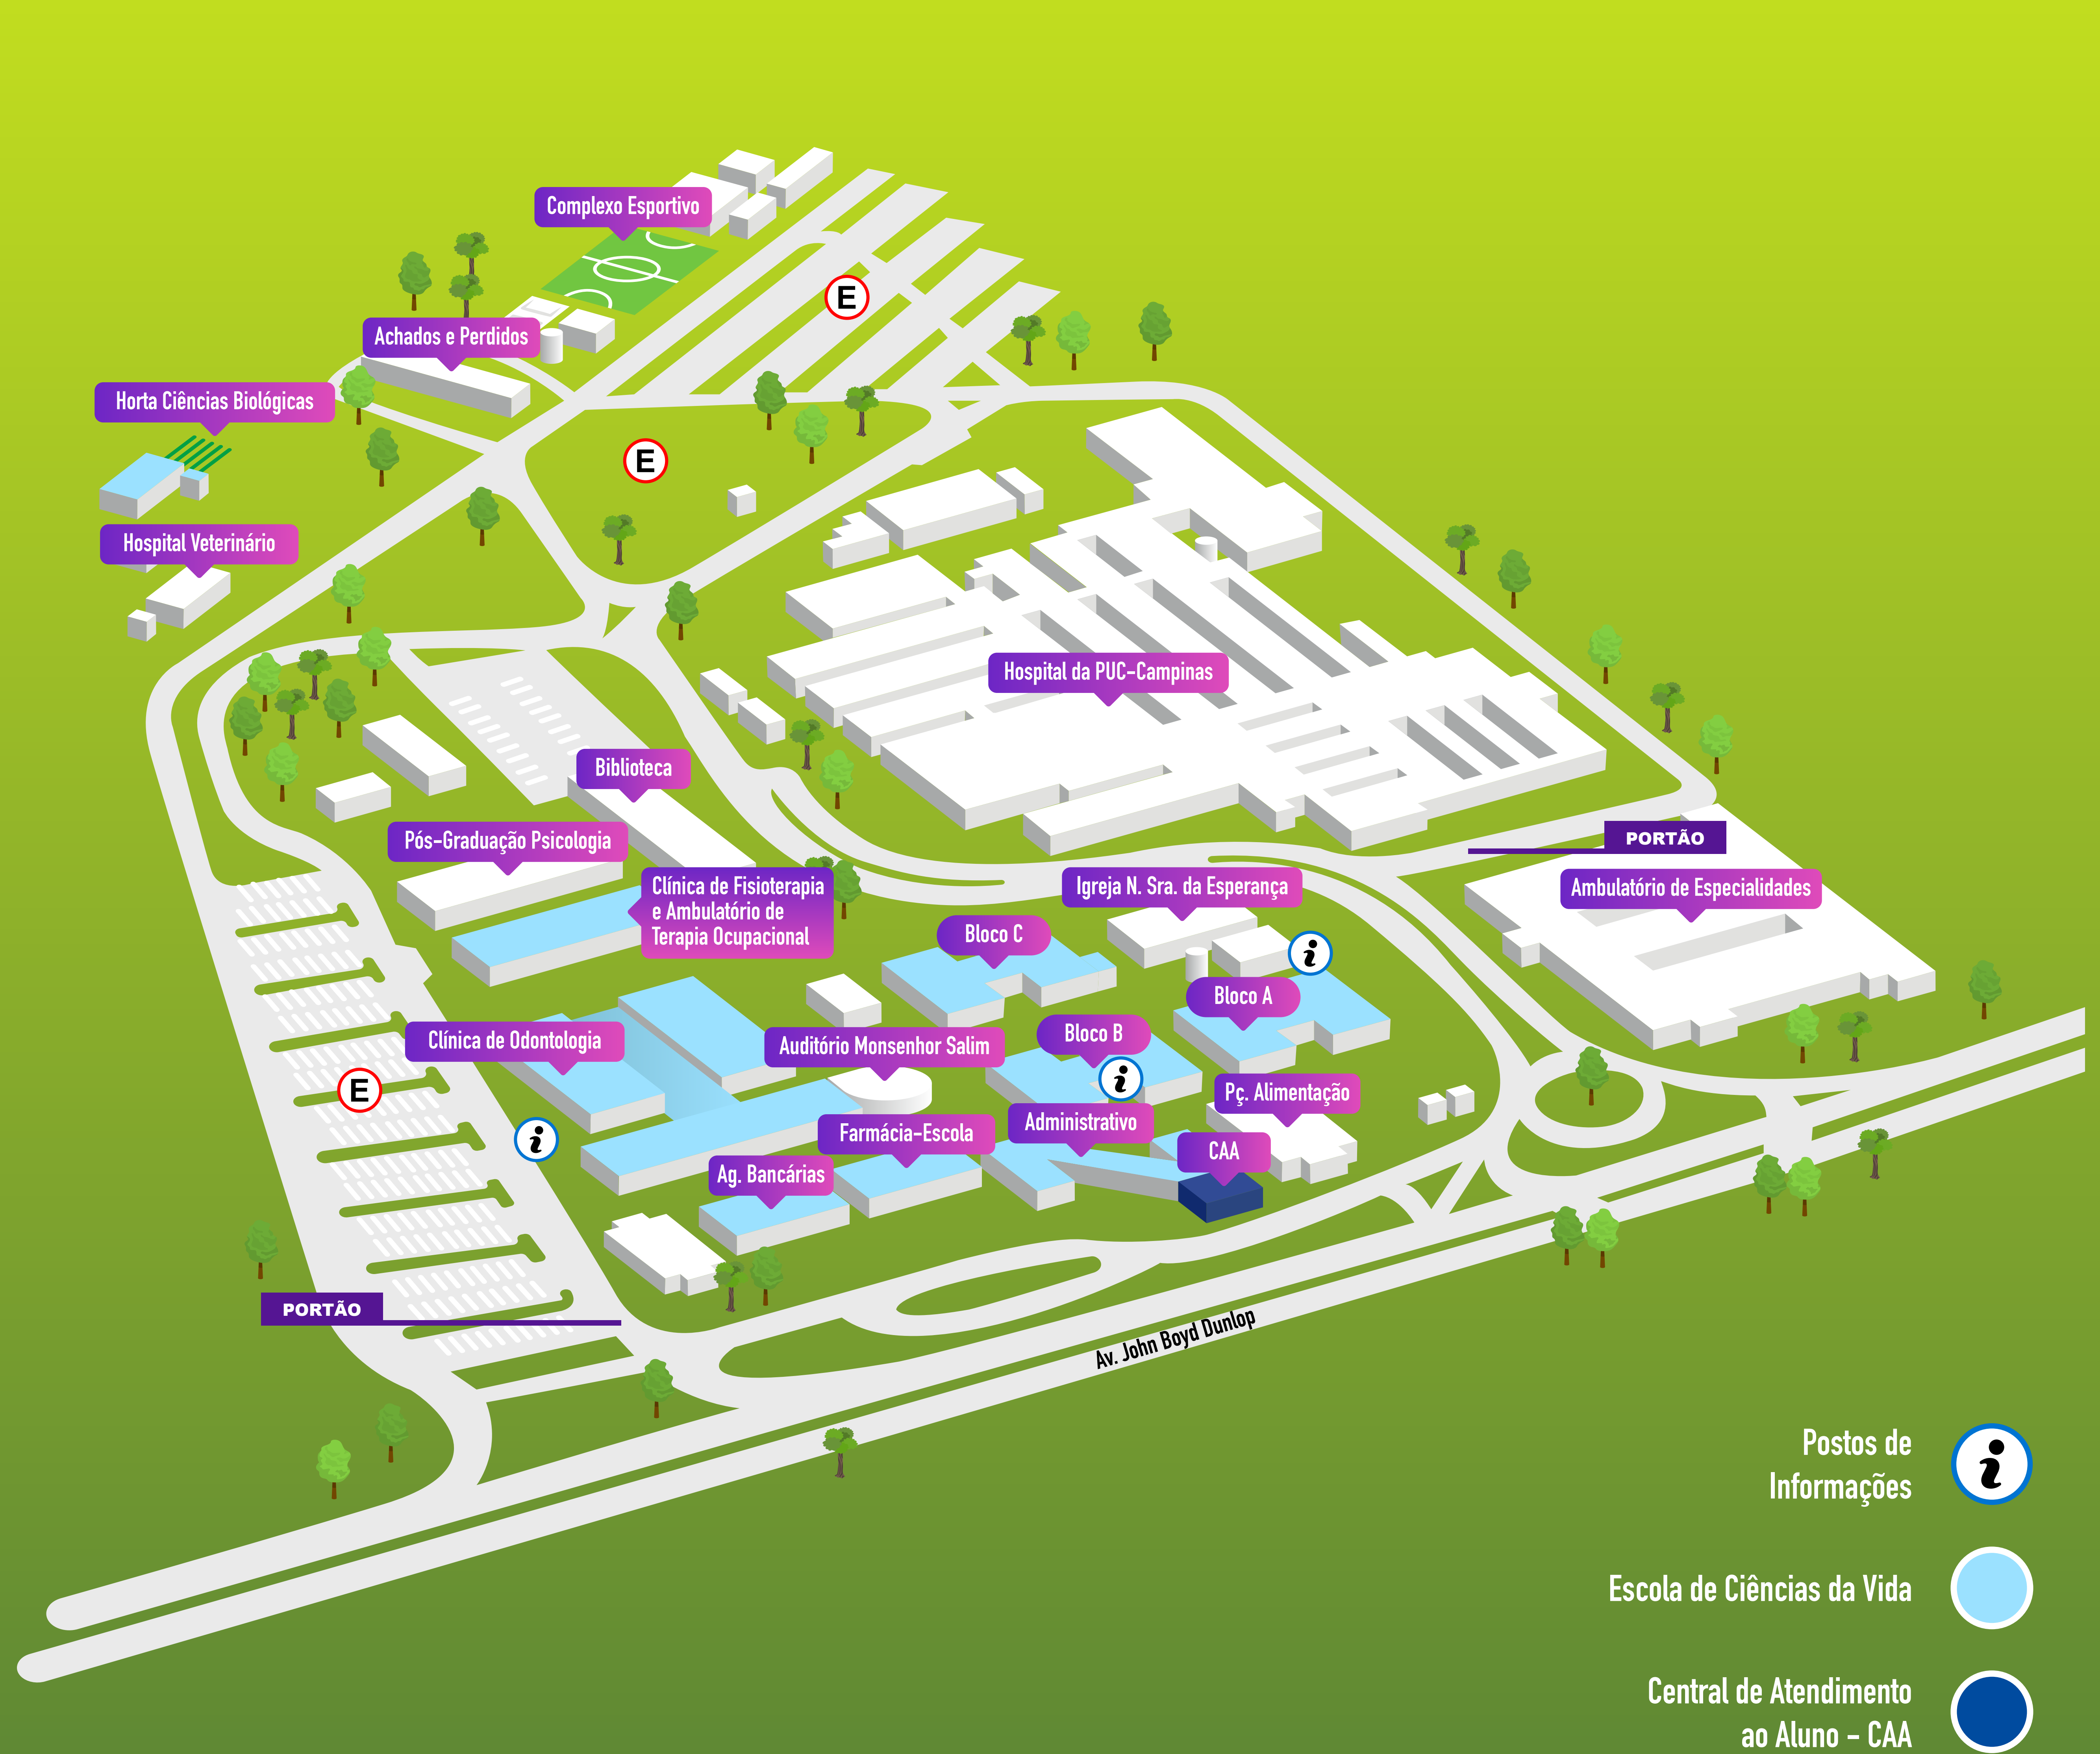 Complexo Esportivo
E
Achados e Perdidos
Horta Ciências Biológicas
E
Hospital Veterinário
Hospital da PUC-Campinas
Biblioteca
PORTÃO
Pós-Graduação Psicologia
Clínica de Fisioterapia
e Ambulatório de
Terapia Ocupacional
Igreja N. Sra. da Esperança
Ambulatório de Especialidades
Bloco C
i
Bloco A
Clínica de Odontologia
Auditório Monsenhor Salim
Bloco B
i
E
Pç. Alimentação
i
Farmácia-Escola
Administrativo
CAA
Ag. Bancárias
PORTÃO
Av. John Boyd Dunlop
Postos de
Informações
i
Escola de Ciências da Vida
Central de Atendimento
ao Aluno - CAA